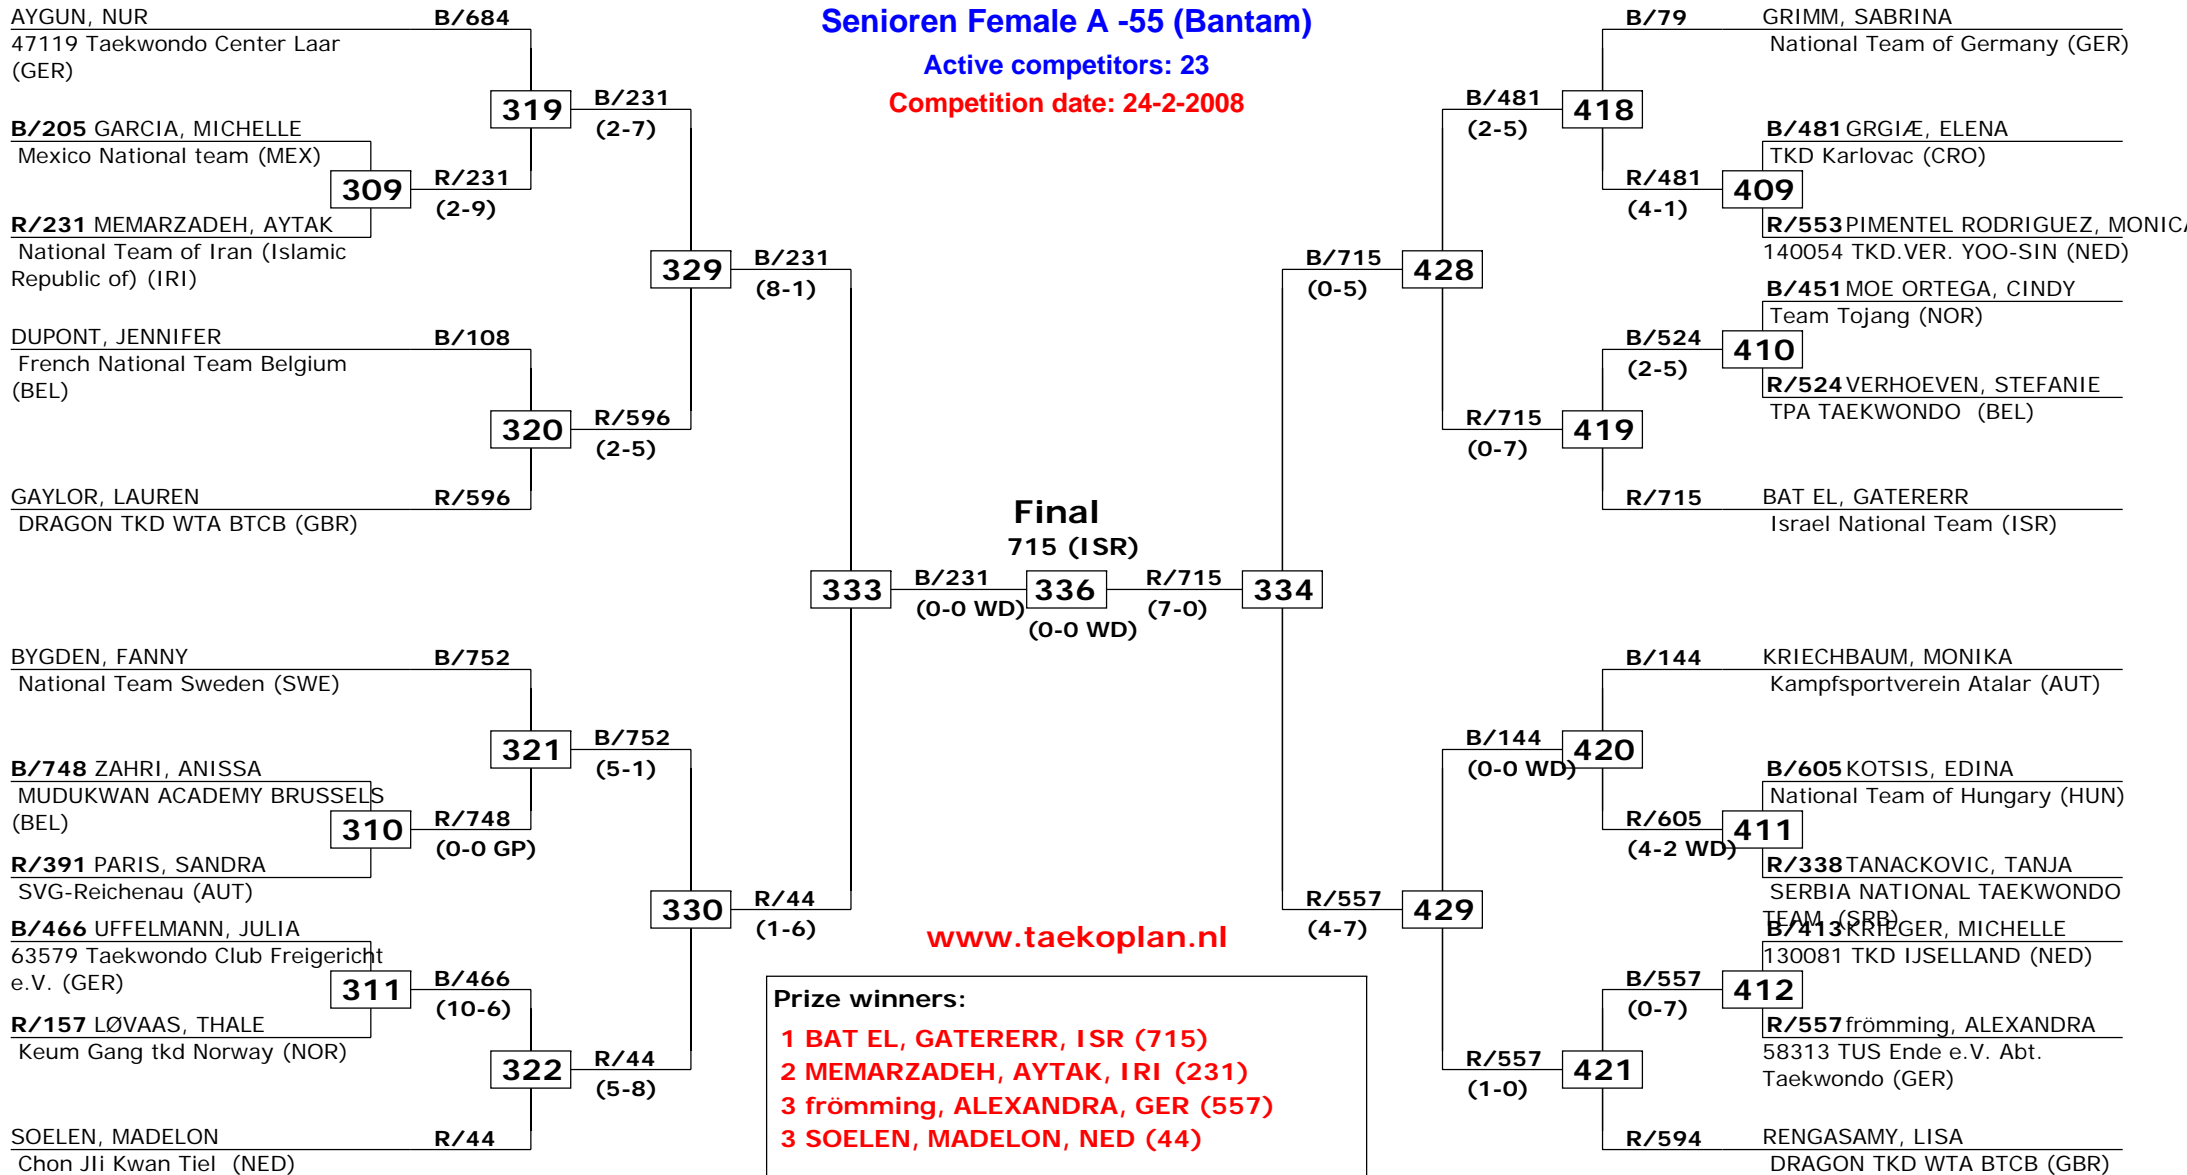 Senioren Female A -55 (Bantam)
Active competitors: 23
Competition date: 24-2-2008
AYGUN, NUR B/684
47119 Taekwondo Center Laar
(GER)
319
B/231
(2-7)
B/205 GARCIA, MICHELLE
Mexico National team (MEX)
309
R/231
(2-9)
R/231 MEMARZADEH, AYTAK
National Team of Iran (Islamic
Republic of) (IRI)
329
B/231
(8-1)
DUPONT, JENNIFER B/108
French National Team Belgium
(BEL)
320
R/596
(2-5)
GAYLOR, LAUREN R/596
DRAGON TKD WTA BTCB (GBR)
333
B/231
(0-0 WD)
BYGDEN, FANNY B/752
National Team Sweden (SWE)
321
B/752
(5-1)
B/748 ZAHRI, ANISSA
MUDUKWAN ACADEMY BRUSSELS
(BEL)
310
R/748
(0-0 GP)
R/391 PARIS, SANDRA
SVG-Reichenau (AUT)
330
R/44
(1-6)
B/466 UFFELMANN, JULIA
63579 Taekwondo Club Freigericht
e.V. (GER)
311
B/466
(10-6)
R/157 LØVAAS, THALE
Keum Gang tkd Norway (NOR)
322
R/44
(5-8)
SOELEN, MADELON R/44
Chon JIi Kwan Tiel (NED)
Final
715 (ISR)
336
(0-0 WD)
R/715
(7-0)
334
B/79 GRIMM, SABRINA
National Team of Germany (GER)
B/481
(2-5)
418
B/481 GRGIÆ, ELENA
TKD Karlovac (CRO)
R/481
(4-1)
409
R/553 PIMENTEL RODRIGUEZ, MONICA
140054 TKD.VER. YOO-SIN (NED)
B/715
(0-5)
428
B/451 MOE ORTEGA, CINDY
Team Tojang (NOR)
B/524
(2-5)
410
R/524 VERHOEVEN, STEFANIE
TPA TAEKWONDO (BEL)
R/715
(0-7)
419
R/715 BAT EL, GATERERR
Israel National Team (ISR)
B/144 KRIECHBAUM, MONIKA
Kampfsportverein Atalar (AUT)
B/144
(0-0 WD)
420
B/605 KOTSIS, EDINA
National Team of Hungary (HUN)
R/605
(4-2 WD)
411
R/338 TANACKOVIC, TANJA
SERBIA NATIONAL TAEKWONDO
TEAM (SRB)
R/557
(4-7)
429
B/413 KRIEGER, MICHELLE
130081 TKD IJSELLAND (NED)
B/557
(0-7)
412
R/557 frömming, ALEXANDRA
58313 TUS Ende e.V. Abt.
Taekwondo (GER)
R/557
(1-0)
421
R/594 RENGASAMY, LISA
DRAGON TKD WTA BTCB (GBR)
www.taekoplan.nl
Prize winners:
1 BAT EL, GATERERR, ISR (715)
2 MEMARZADEH, AYTAK, IRI (231)
3 frömming, ALEXANDRA, GER (557)
3 SOELEN, MADELON, NED (44)